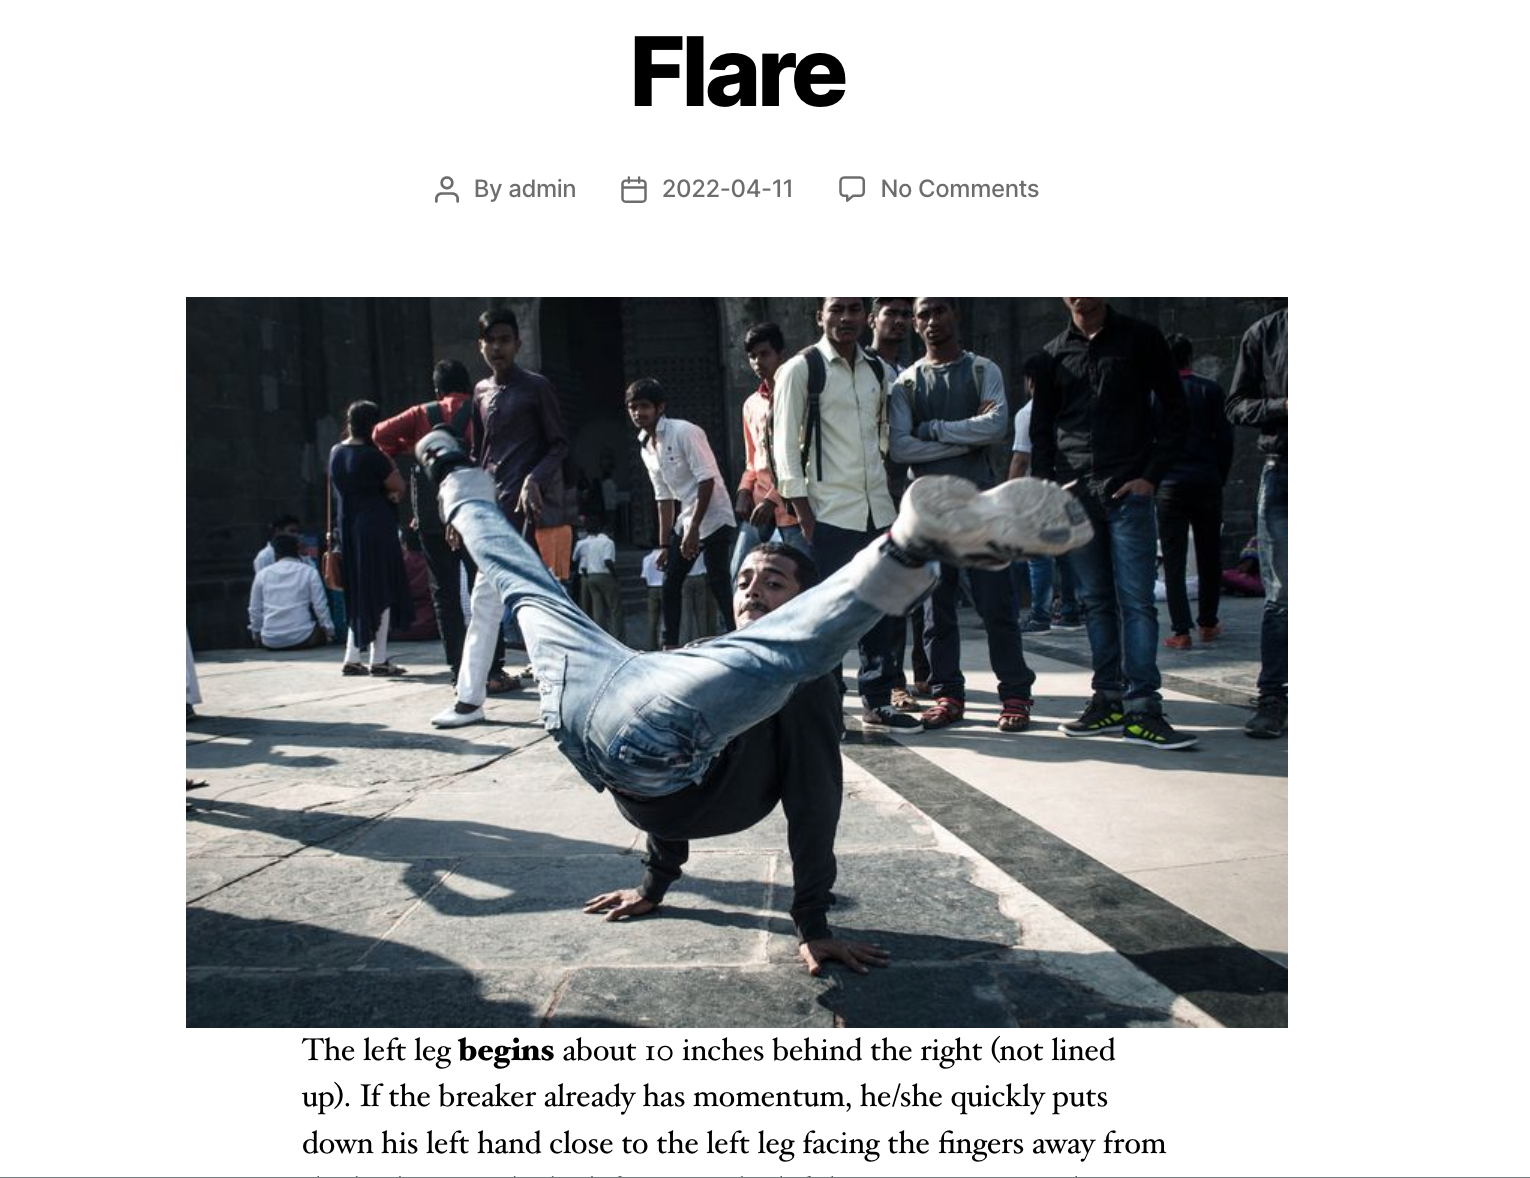 Flare
By admin 2022-04-11 No Comments
The left leg begins about 10 inches behind the right (not lined
up). If the breaker already has momentum, he/she quickly puts
down his left hand close to the left leg facing the fingers away from